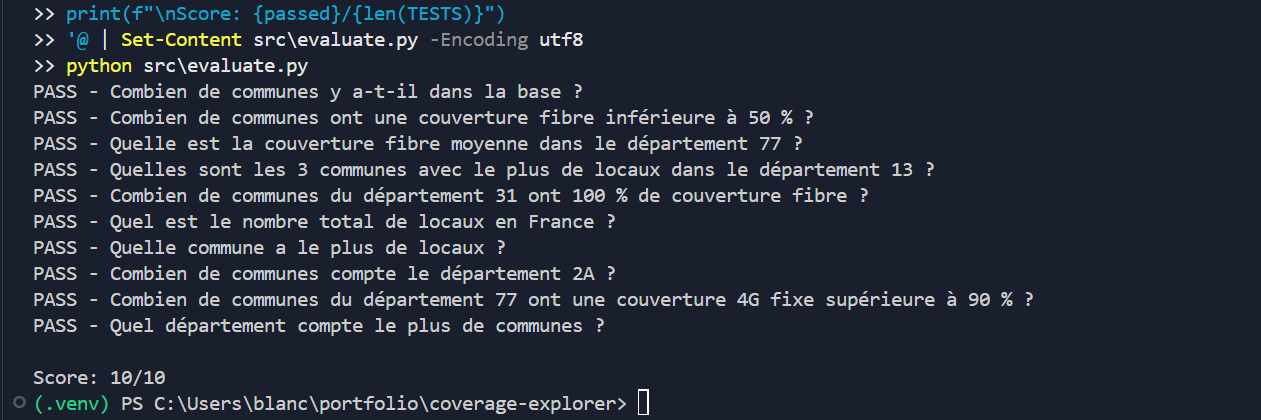 >> print(f"\nScore: {passed}/{len(TESTS)}")
>> '@ | Set-Content src\evaluate.py -Encoding utf8
>> python src\evaluate.py
PASS - Combien de communes y a-t-il dans la base ?
PASS - Combien de communes ont une couverture fibre inférieure à 50 % ?
PASS - Quelle est la couverture fibre moyenne dans le département 77 ?
PASS - Quelles sont les 3 communes avec le plus de locaux dans le département 13 ?
PASS - Combien de communes du département 31 ont 100 % de couverture fibre ?
PASS - Quel est le nombre total de locaux en France ?
PASS - Quelle commune a le plus de locaux ?
PASS - Combien de communes compte le département 2A ?
PASS - Combien de communes du département 77 ont une couverture 4G fixe supérieure à 90 % ?
PASS - Quel département compte le plus de communes ?
Score: 10/10
(.venv) PS C:\Users\blanc\portfolio\coverage-explorer>